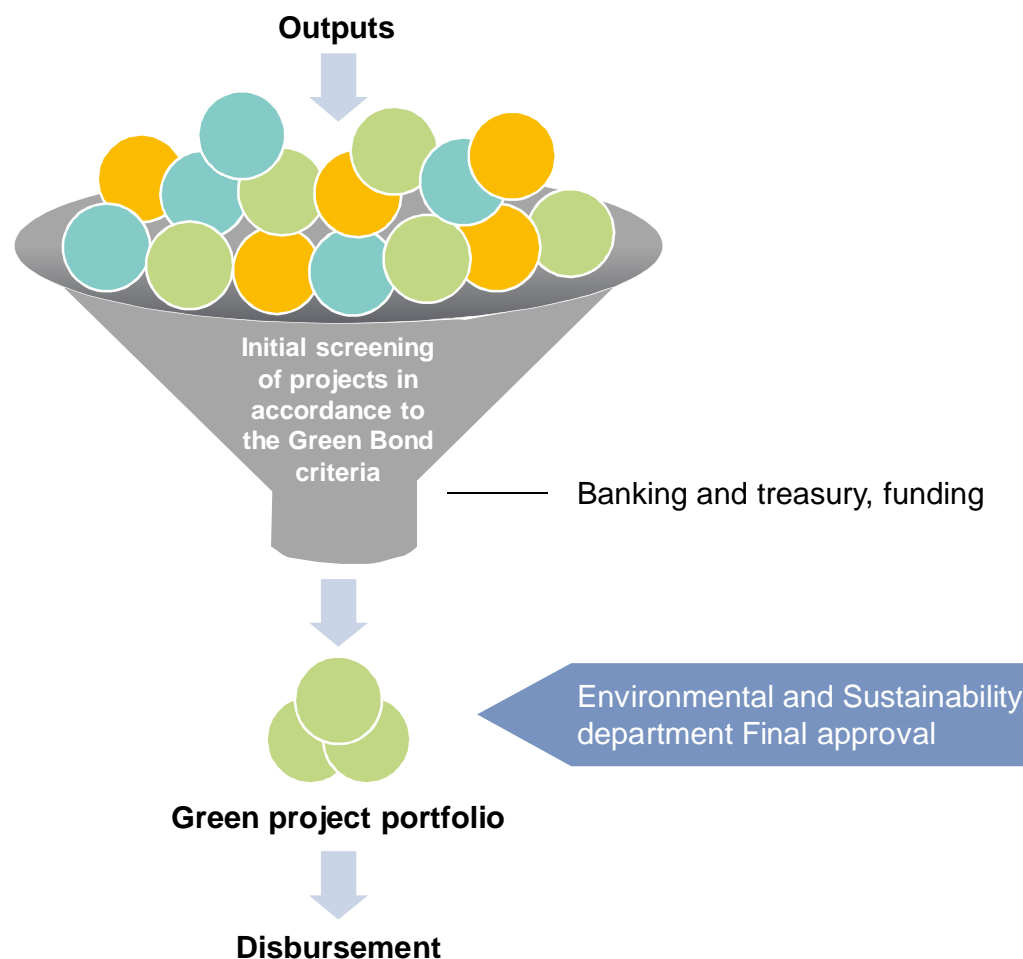 Outputs
Initial screening
of projects in
accordance to
the Green Bond
criteria
Banking and treasury, funding
Environmental and Sustainability
department Final approval
Green project portfolio
Disbursement